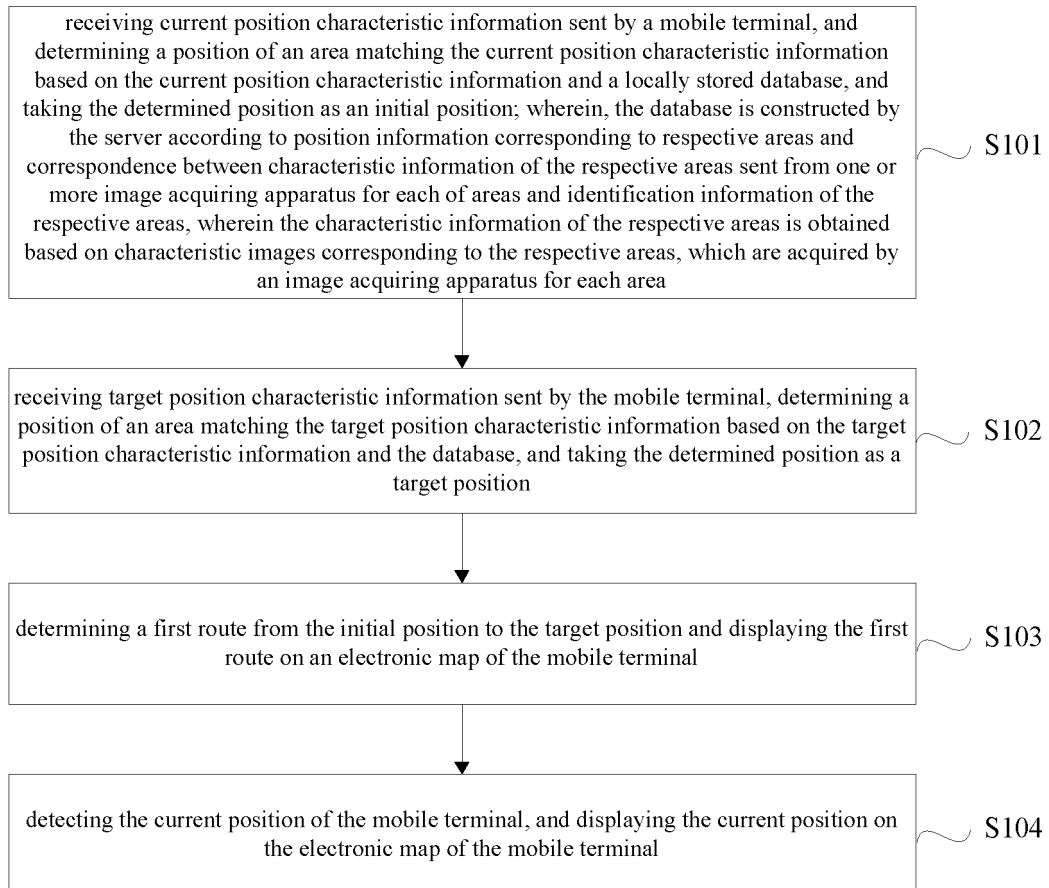 receiving current position characteristic information sent by a mobile terminal, and
determining a position of an area matching the current position characteristic information
based on the current position characteristic information and a locally stored database, and
taking the determined position as an initial position; wherein, the database is constructed by
the server according to position information corresponding to respective areas and
correspondence between characteristic information of the respective areas sent from one or
more image acquiring apparatus for each of areas and identification information of the
respective areas, wherein the characteristic information of the respective areas is obtained
based on characteristic images corresponding to the respective areas, which are acquired by
an image acquiring apparatus for each area
S101
receiving target position characteristic information sent by the mobile terminal, determining a
position of an area matching the target position characteristic information based on the target
position characteristic information and the database, and taking the determined position as a
target position
S102
determining a first route from the initial position to the target position and displaying the first
route on an electronic map of the mobile terminal
S103
detecting the current position of the mobile terminal, and displaying the current position on
the electronic map of the mobile terminal
S104